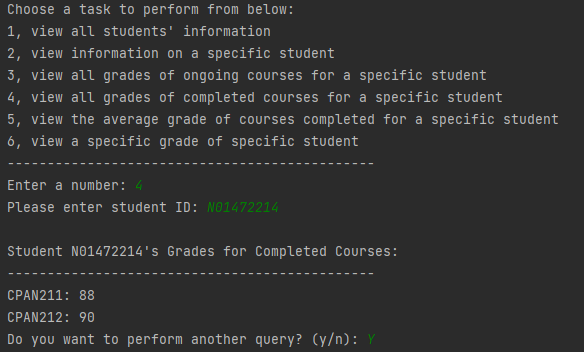 Choose a task to perform from below:
1, view all students' information
2, view information on a specific student
3, view all grades of ongoing courses for a specific student
4, view all grades of completed courses for a specific student
5, view the average grade of courses completed for a specific student
6, view a specific grade of specific student
----------------------------------------------
Enter a number: 4
Please enter student ID: N01472214
Student N01472214's Grades for Completed Courses:
----------------------------------------------
CPAN211: 88
CPAN212: 90
Do you want to perform another query? (y/n): Y